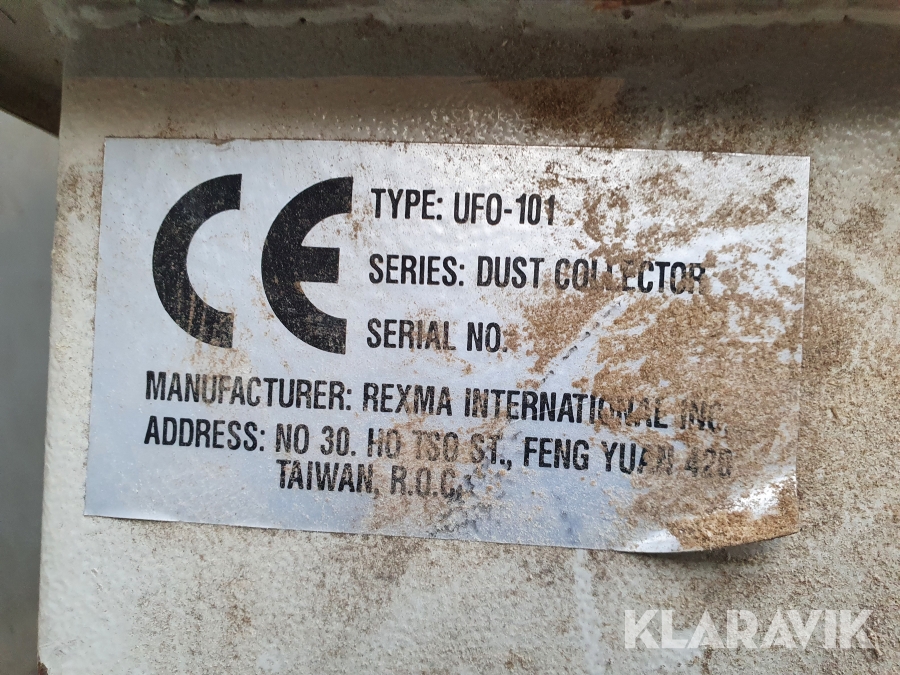 CE
TYPE: UFO-101
SERIES: DUST COLLECTOR
SERIAL NO.
MANUFACTURER: REXMA INTERNATIONAL INC,
ADDRESS: NO 30. HO TSO ST., FENG YUAN 420
TAIWAN, R.O.C,
KLARAVIK